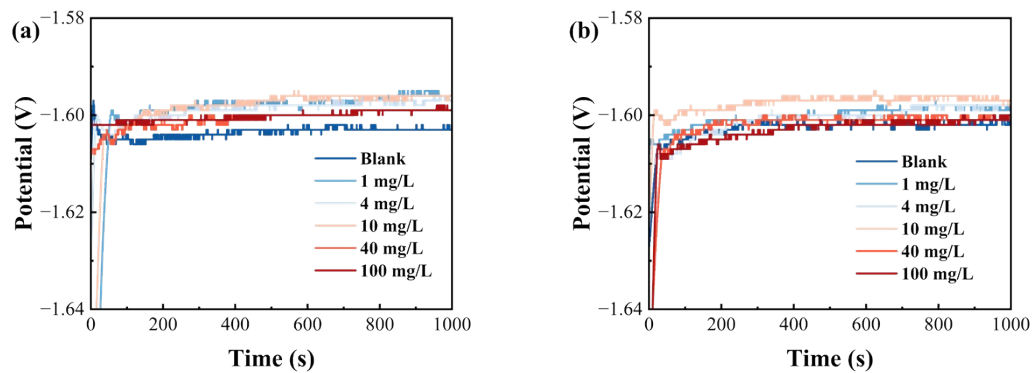 (a)
Potential (V)
−1.58
−1.60
−1.62
−1.64
Blank
1 mg/L
4 mg/L
10 mg/L
40 mg/L
100 mg/L
0 200 400 600 800 1000
Time (s)
(b)
Potential (V)
−1.58
−1.60
−1.62
−1.64
Blank
1 mg/L
4 mg/L
10 mg/L
40 mg/L
100 mg/L
0 200 400 600 800 1000
Time (s)